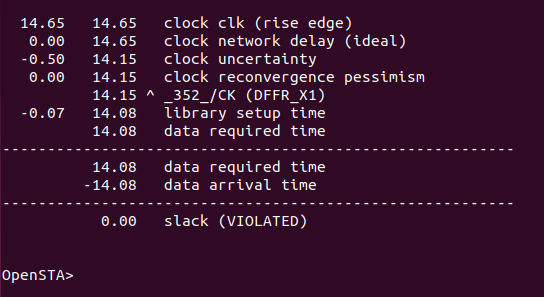 14.65 14.65 clock clk (rise edge)
0.00 14.65 clock network delay (ideal)
-0.50 14.15 clock uncertainty
0.00 14.15 clock reconvergence pessimism
14.15 ^ _352_/CK (DFFR_X1)
-0.07 14.08 library setup time
14.08 data required time
---------------------------------------------------------
14.08 data required time
-14.08 data arrival time
---------------------------------------------------------
0.00 slack (VIOLATED)
OpenSTA>